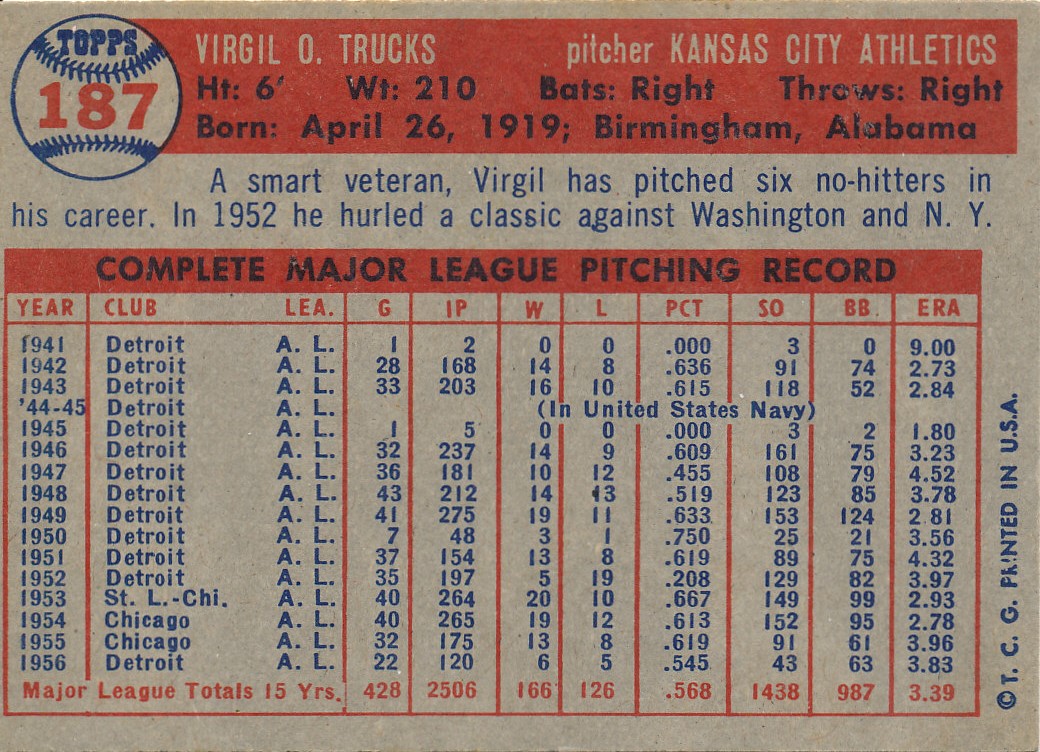 TOPPS
187
VIRGIL O. TRUCKS pitcher KANSAS CITY ATHLETICS
Ht: 6' Wt: 210 Bats: Right Throws: Right
Born: April 26, 1919; Birmingham, Alabama
A smart veteran, Virgil has pitched six no-hitters in
his career. In 1952 he hurled a classic against Washington and N. Y.
COMPLETE MAJOR LEAGUE PITCHING RECORD
YEAR CLUB LEA. G IP W L PCT SO BB ERA
1941 Detroit A. L. 1 2 0 0 .000 3 0 9.00
1942 Detroit A. L. 28 168 14 8 .636 91 74 2.73
1943 Detroit A. L. 33 203 16 10 .615 118 52 2.84
'44-45 Detroit A. L. (In United States Navy)
1945 Detroit A. L. 1 5 0 0 .000 3 2 1.80
1946 Detroit A. L. 32 237 14 9 .609 161 75 3.23
1947 Detroit A. L. 36 181 10 12 .455 108 79 4.52
1948 Detroit A. L. 43 212 14 13 .519 123 85 3.78
1949 Detroit A. L. 41 275 19 11 .633 153 124 2.81
1950 Detroit A. L. 7 48 3 1 .750 25 21 3.56
1951 Detroit A. L. 37 154 13 8 .619 89 75 4.32
1952 Detroit A. L. 35 197 5 19 .208 129 82 3.97
1953 St. L.-Chi. A. L. 40 264 20 10 .667 149 99 2.93
1954 Chicago A. L. 40 265 19 12 .613 152 95 2.78
1955 Chicago A. L. 32 175 13 8 .619 91 61 3.96
1956 Detroit A. L. 22 120 6 5 .545 43 63 3.83
Major League Totals 15 Yrs. 428 2506 166 126 .568 1438 987 3.39
© T. C. G. PRINTED IN U.S.A.